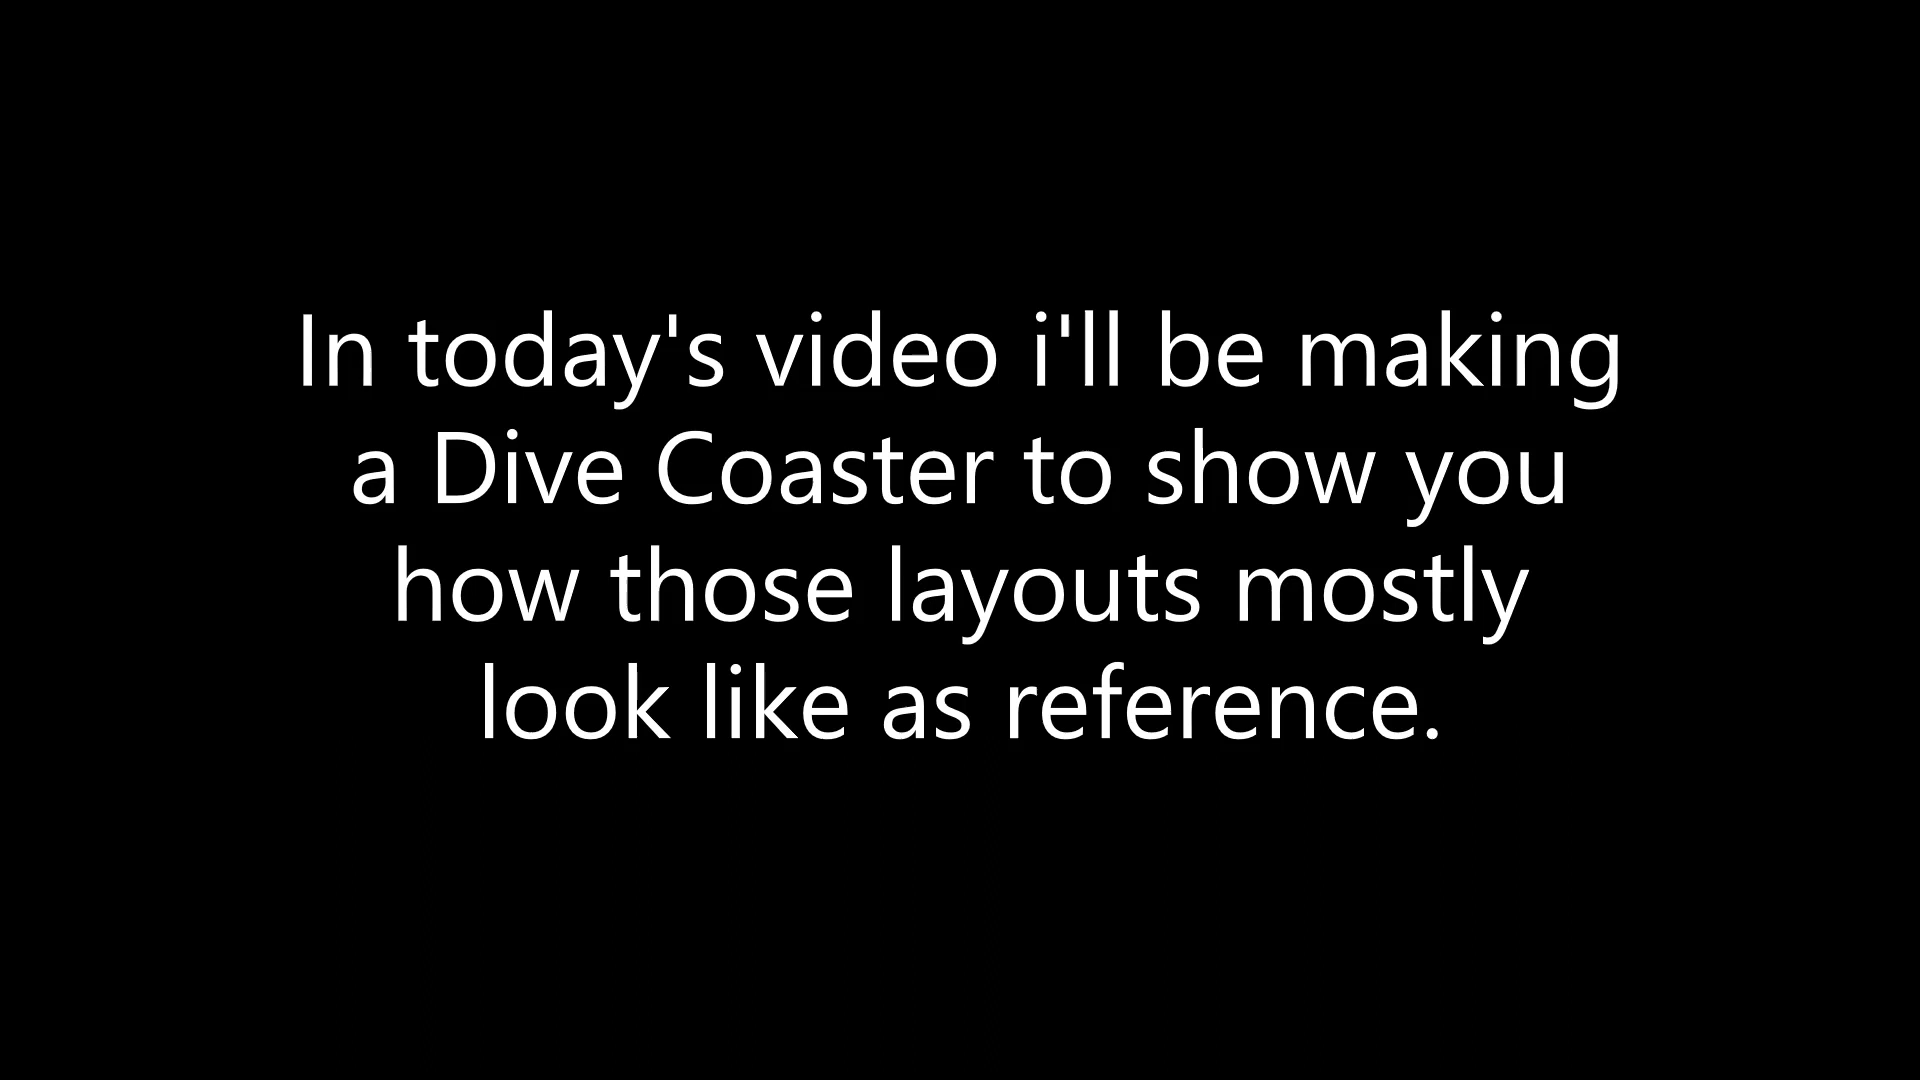 In today's video i'll be making
a Dive Coaster to show you
how those layouts mostly
look like as reference.